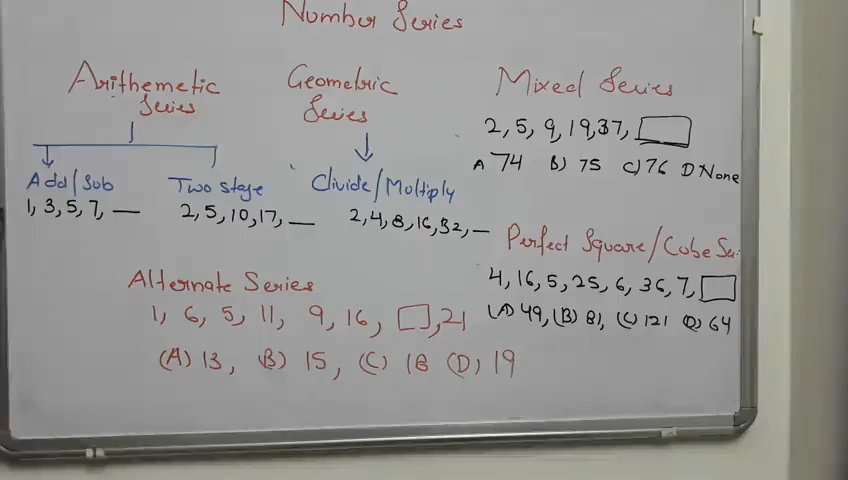 Number Series
Arithemetic Series
Add/Sub
1, 3, 5, 7, __
Two stage
2, 5, 10, 17, __
Geometric Series
Divide/Multiply
2, 4, 8, 16, 32, __
Mixed Series
2, 5, 9, 19, 37,
A 74 B) 75 C) 76 D None
Perfect Square/Cube Se
4, 16, 5, 25, 6, 36, 7,
(A) 49, (B) 81, (C) 121 (D) 64
Alternate Series
1, 6, 5, 11, 9, 16, , 21
(A) 13, (B) 15, (C) 18 (D) 19